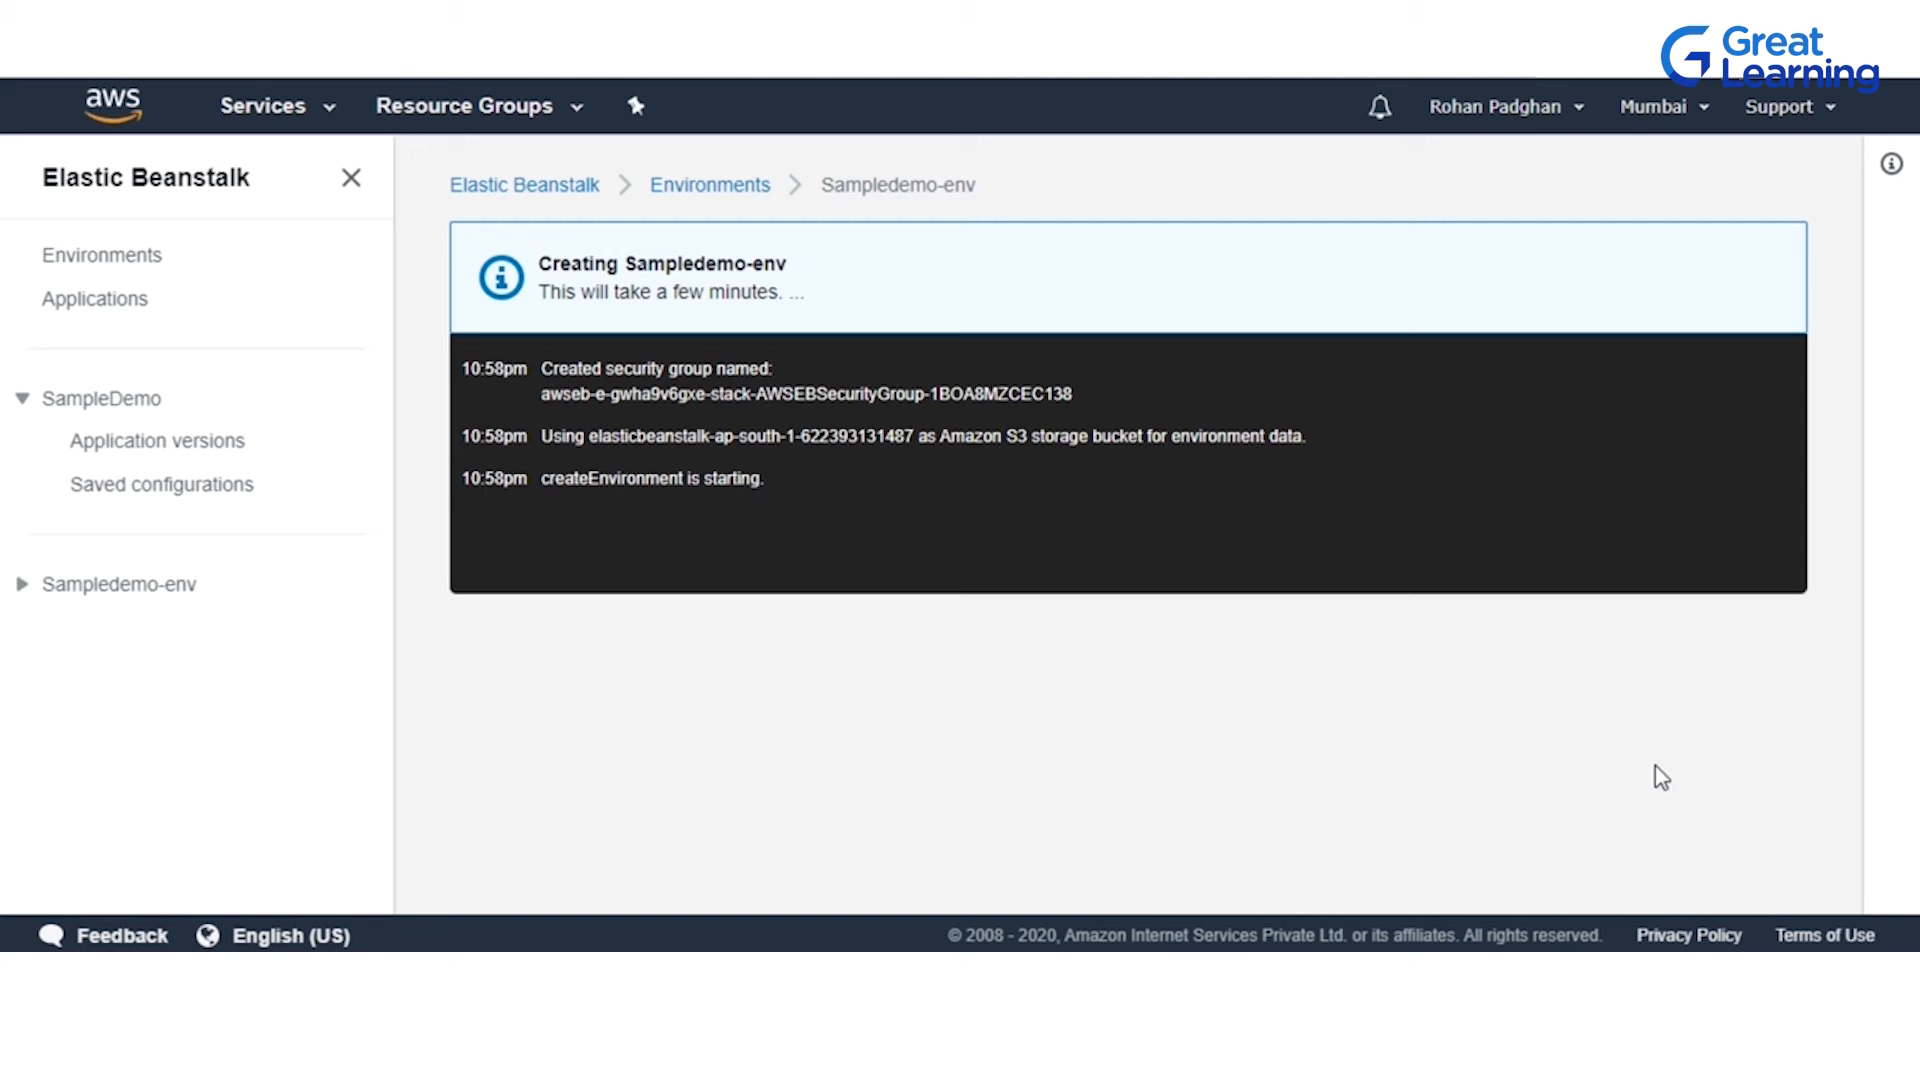 Great
Learning
aws Services Resource Groups Rohan Padghan Mumbai Support
Elastic Beanstalk
Environments
Applications
SampleDemo
Application versions
Saved configurations
Sampledemo-env
Elastic Beanstalk Environments Sampledemo-env
Creating Sampledemo-env
This will take a few minutes. ...
10:58pm Created security group named:
awseb-e-gwha9v6gxe-stack-AWSEBSecurityGroup-1BOA8MZCEC138
10:58pm Using elasticbeanstalk-ap-south-1-622393131487 as Amazon S3 storage bucket for environment data.
10:58pm createEnvironment is starting.
Feedback English (US) © 2008 - 2020, Amazon Internet Services Private Ltd. or its affiliates. All rights reserved. Privacy Policy Terms of Use